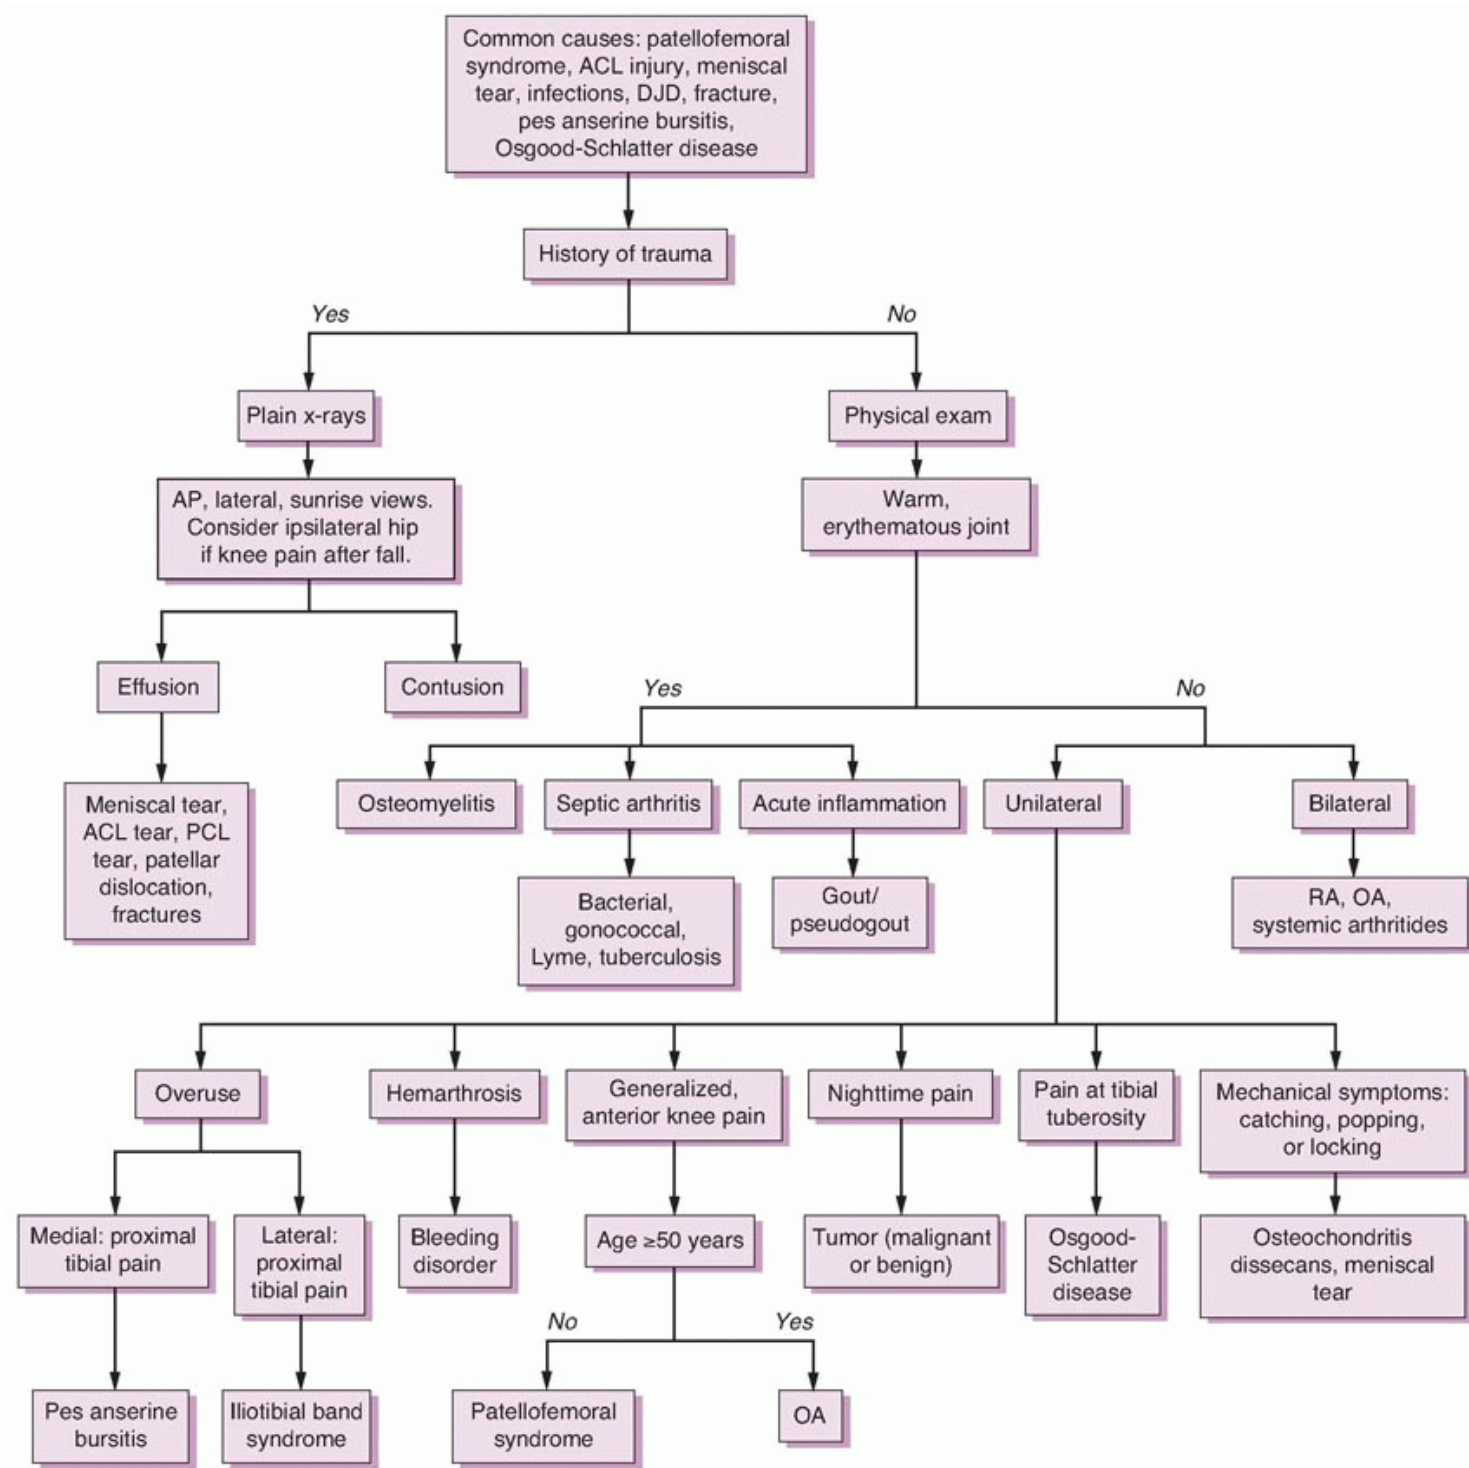 Common causes: patellofemoral
syndrome, ACL injury, meniscal
tear, infections, DJD, fracture,
pes anserine bursitis,
Osgood-Schlatter disease
History of trauma
Yes
No
Plain x-rays
Physical exam
AP, lateral, sunrise views.
Consider ipsilateral hip
if knee pain after fall.
Warm,
erythematous joint
Effusion
Contusion
Yes
No
Meniscal tear,
ACL tear, PCL
tear, patellar
dislocation,
fractures
Osteomyelitis
Septic arthritis
Acute inflammation
Unilateral
Bilateral
Bacterial,
gonococcal,
Lyme, tuberculosis
Gout/
pseudogout
RA, OA,
systemic arthritides
Overuse
Hemarthrosis
Generalized,
anterior knee pain
Nighttime pain
Pain at tibial
tuberosity
Mechanical symptoms:
catching, popping,
or locking
Medial: proximal
tibial pain
Lateral:
proximal
tibial pain
Bleeding
disorder
Age ≥50 years
Tumor (malignant
or benign)
Osgood-
Schlatter
disease
Osteochondritis
dissecans, meniscal
tear
No
Yes
Pes anserine
bursitis
Iliotibial band
syndrome
Patellofemoral
syndrome
OA